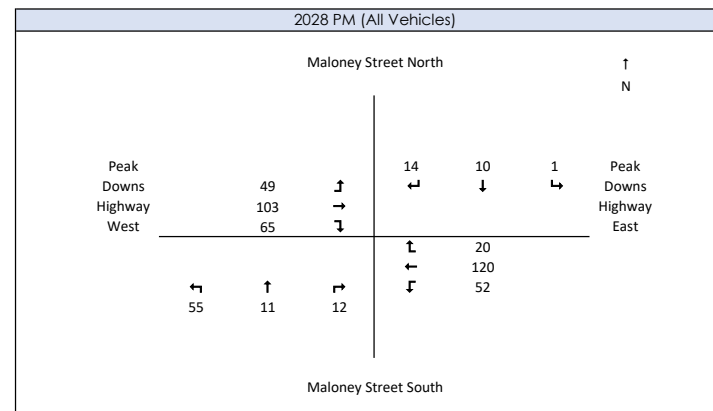 2028 PM (All Vehicles)
Maloney Street North
↑
N
Peak 14 10 1 Peak
Downs 49 ⮥ ↵ ↓ ↳ Downs
Highway 103 → Highway
West 65 ⮧ East
⮤ 20
← 120
↰ ↑ ↱ ⮦ 52
55 11 12
Maloney Street South